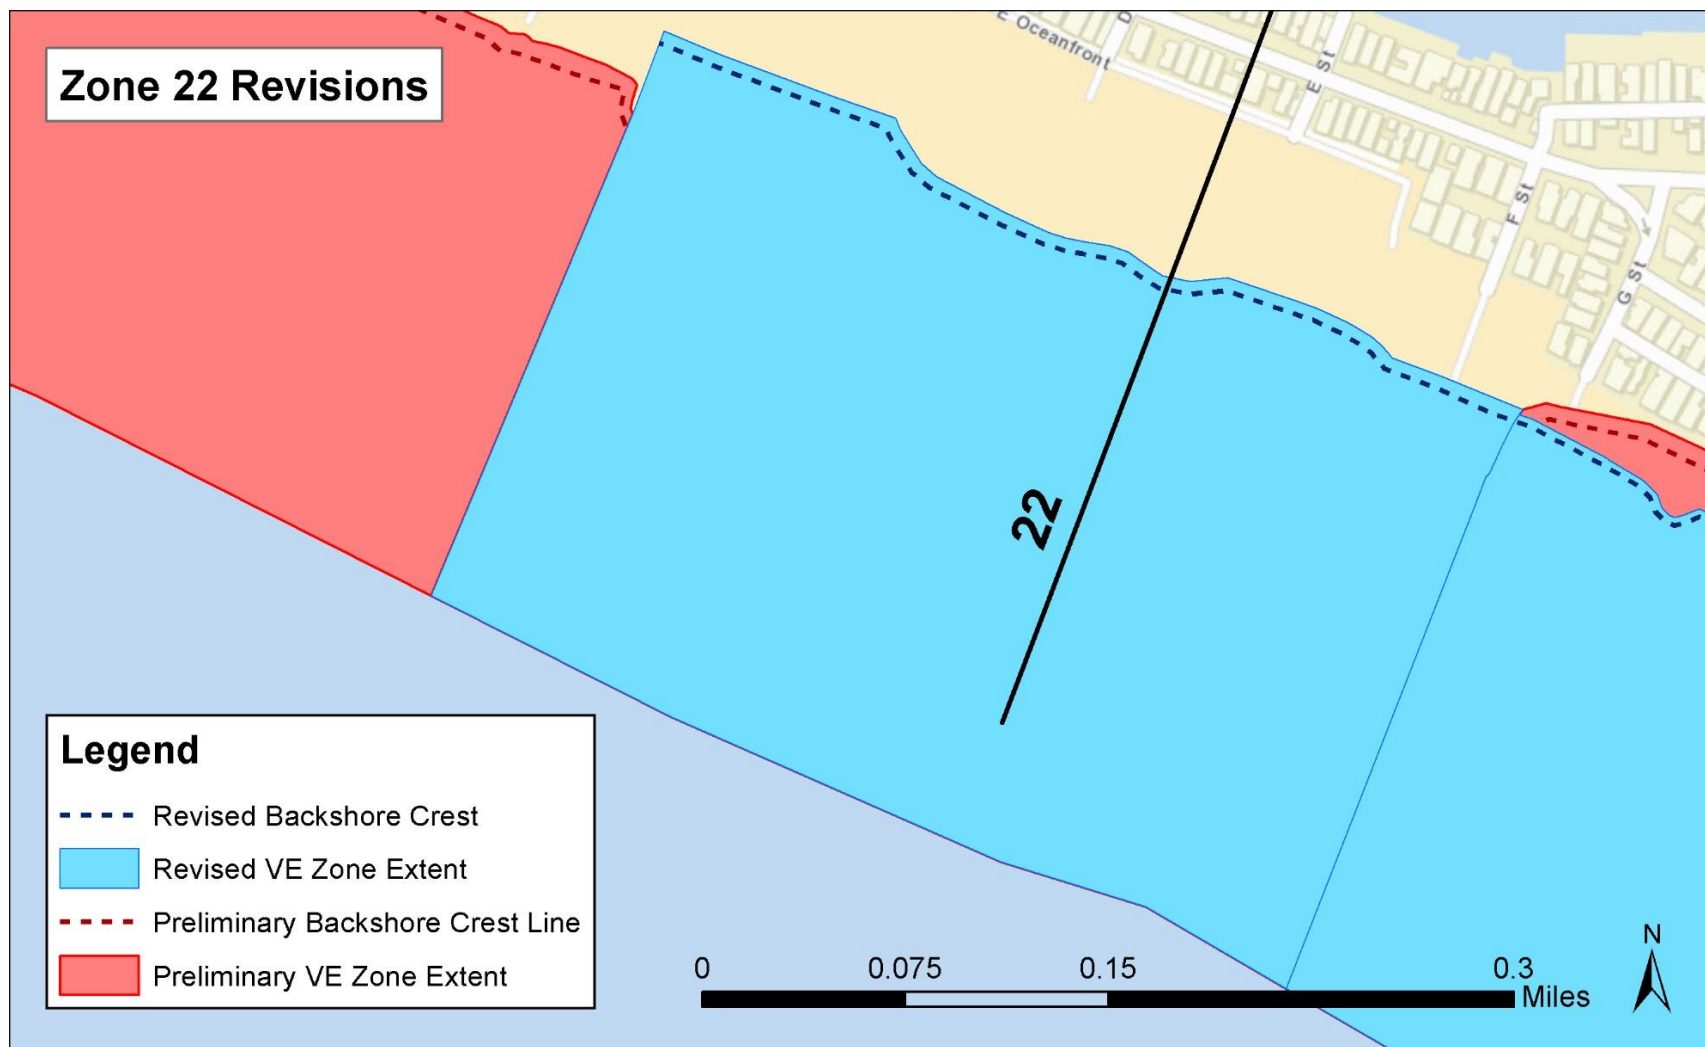 Zone 22 Revisions
E Oceanfront
D
E St
F St
G St
22
Legend
Revised Backshore Crest
Revised VE Zone Extent
Preliminary Backshore Crest Line
Preliminary VE Zone Extent
0 0.075 0.15 0.3
Miles
N